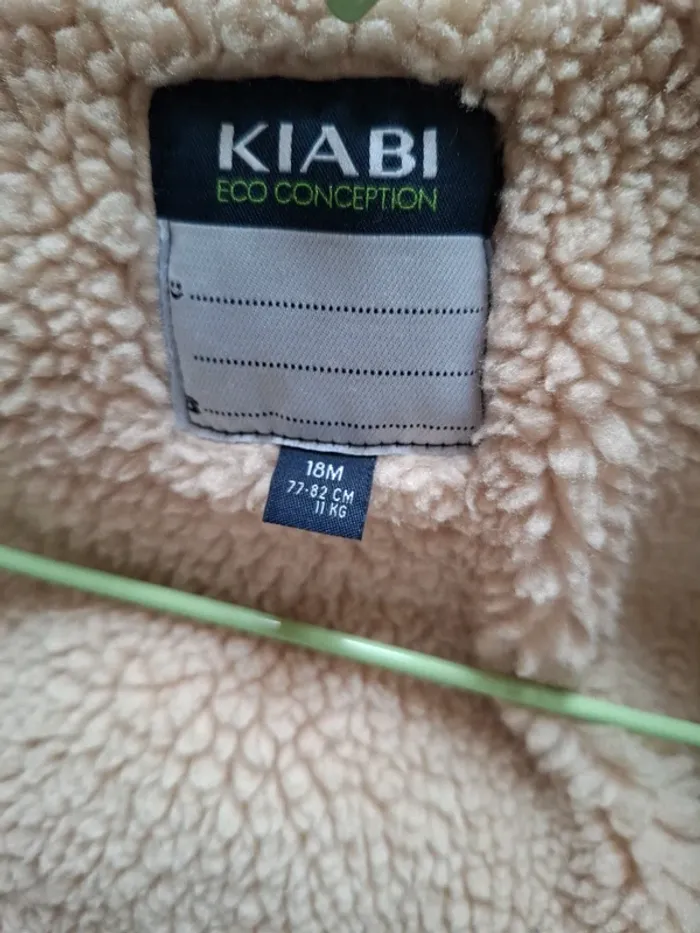 KIABI
ECO CONCEPTION
18M
77-82 CM
11 KG